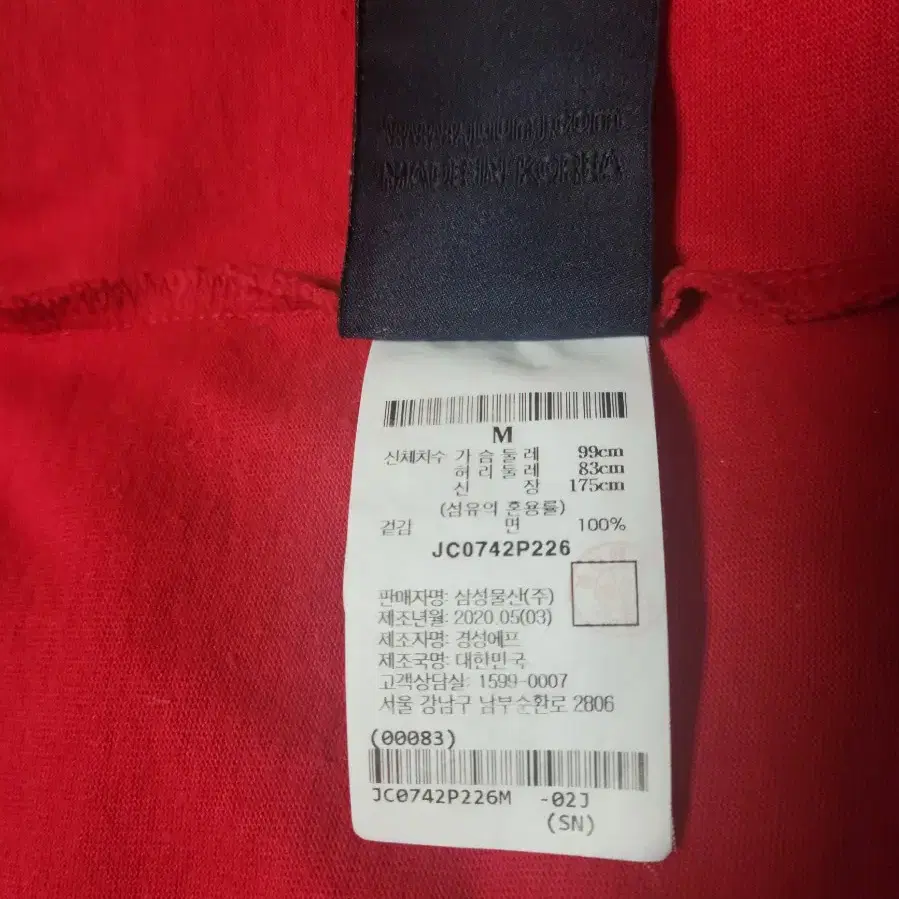 MADE IN KOREA
M
신체치수 가 슴 둘 레 99cm
허 리 둘 레 83cm
신 장 175cm
(섬유의 혼용률)
겉감 면 100%
JC0742P226
판매자명: 삼성물산(주)
제조년월: 2020.05(03)
제조자명: 경성에프
제조국명: 대한민국
고객상담실: 1599-0007
서울 강남구 남부순환로 2806
(00083)
JC0742P226M -02J
(SN)